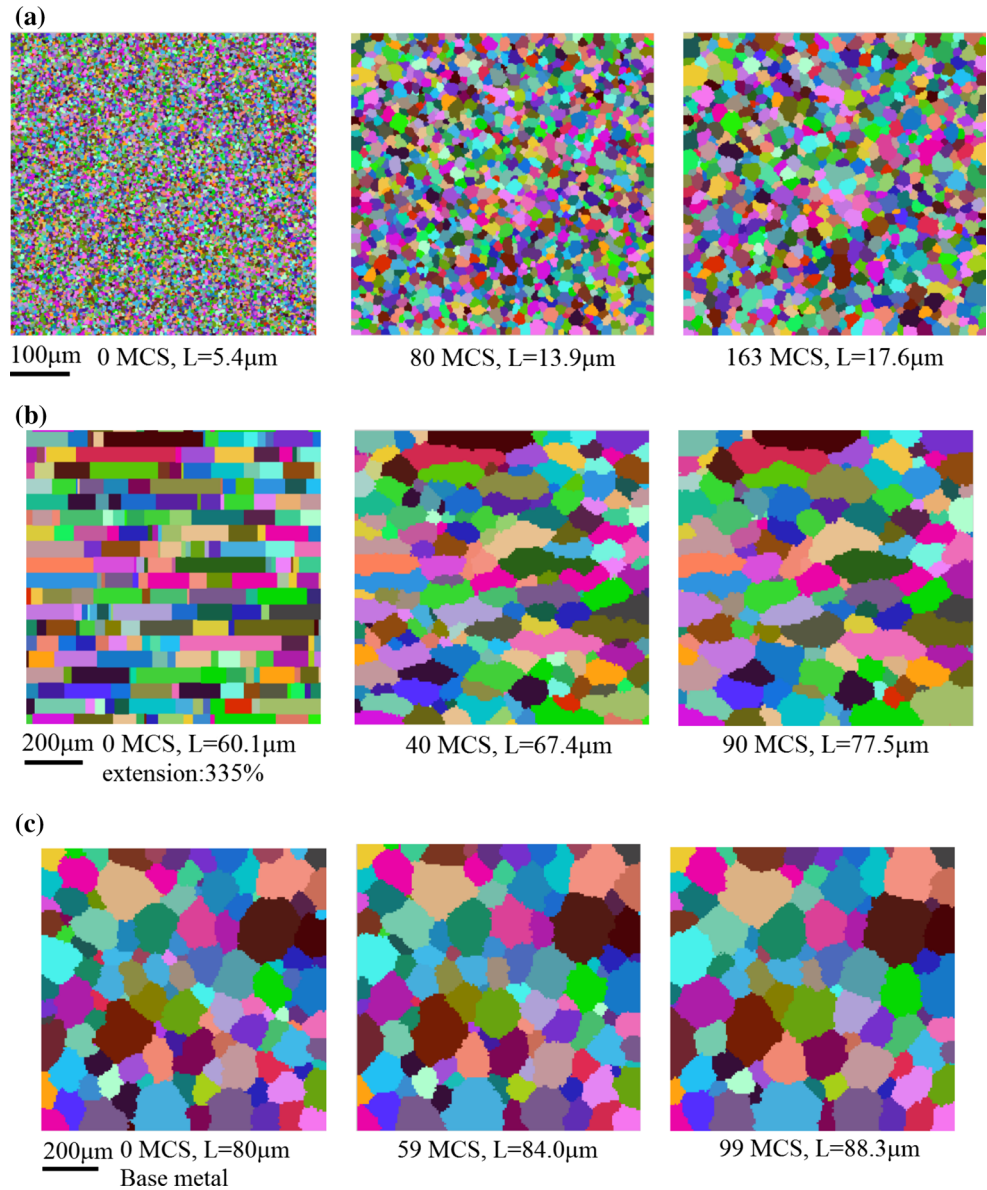 (a)
100μm 0 MCS, L=5.4μm 80 MCS, L=13.9μm 163 MCS, L=17.6μm
(b)
200μm 0 MCS, L=60.1μm 40 MCS, L=67.4μm 90 MCS, L=77.5μm
extension:335%
(c)
200μm 0 MCS, L=80μm 59 MCS, L=84.0μm 99 MCS, L=88.3μm
Base metal